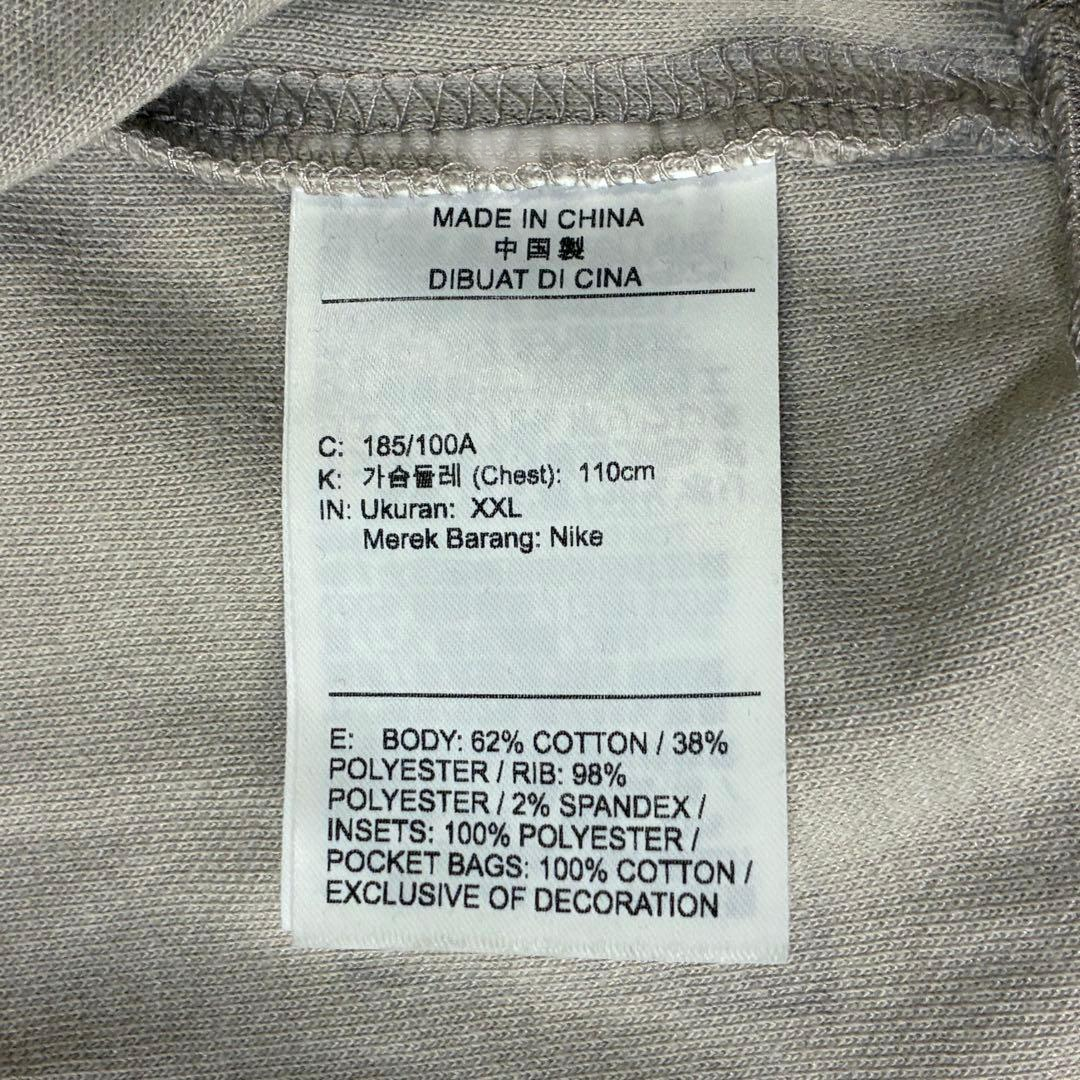 MADE IN CHINA
中国製
DIBUAT DI CINA
C: 185/100A
K: 가슴둘레 (Chest): 110cm
IN: Ukuran: XXL
Merek Barang: Nike
E: BODY: 62% COTTON / 38%
POLYESTER / RIB: 98%
POLYESTER / 2% SPANDEX /
INSETS: 100% POLYESTER /
POCKET BAGS: 100% COTTON /
EXCLUSIVE OF DECORATION